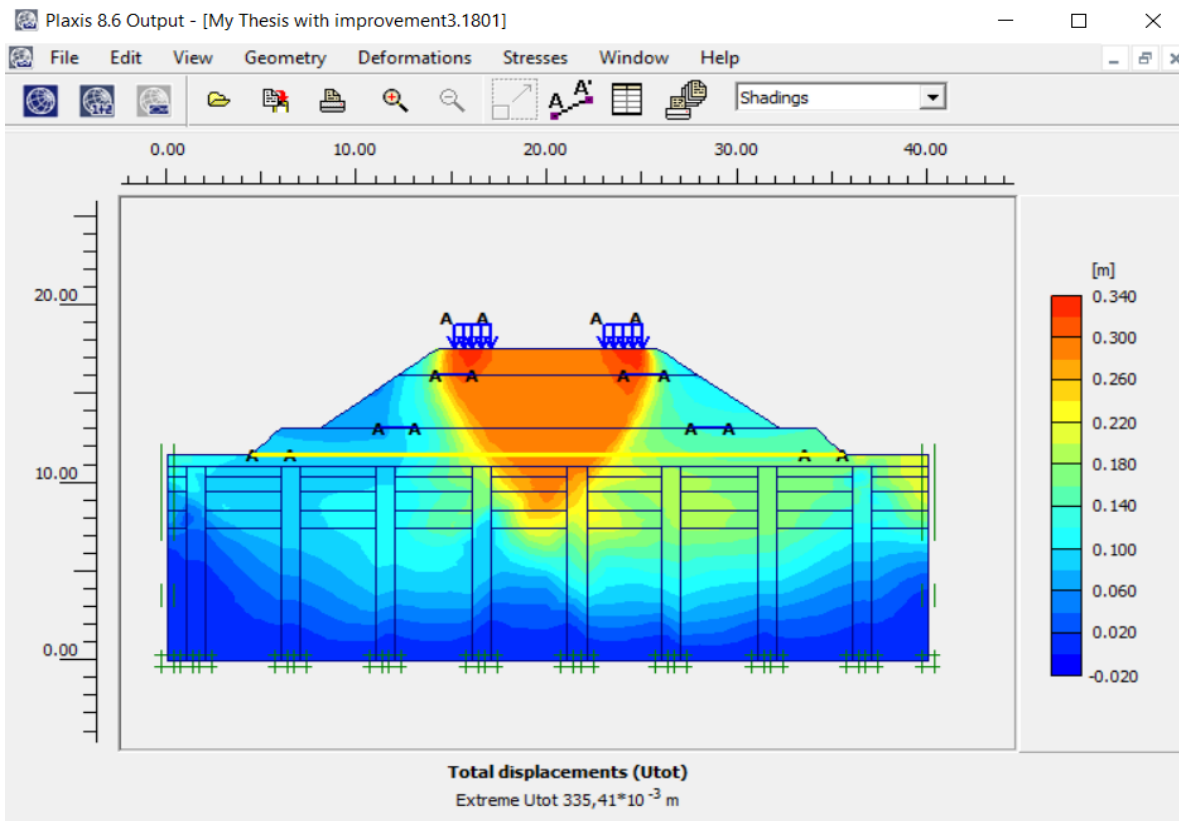 Plaxis 8.6 Output - [My Thesis with improvement3.1801]
File Edit View Geometry Deformations Stresses Window Help
A A' Shadings
0.00 10.00 20.00 30.00 40.00
[m]
20.00
0.340
A A A A
0.300
A A A A
0.260
0.220
A A A A
A A A A
0.180
10.00
0.140
0.100
0.060
0.020
0.00
-0.020
Total displacements (Utot)
Extreme Utot 335,41*10 -3 m